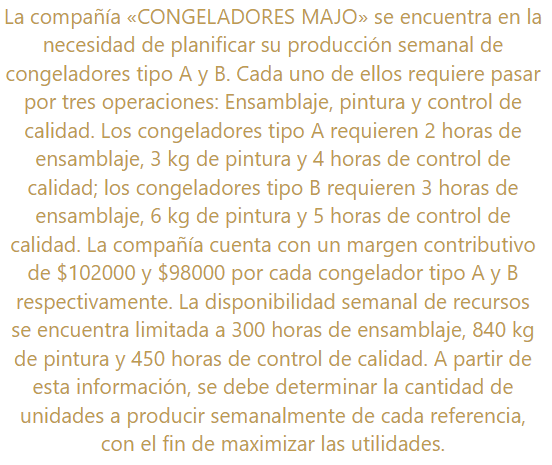 La compañía «CONGELADORES MAJO» se encuentra en la
necesidad de planificar su producción semanal de
congeladores tipo A y B. Cada uno de ellos requiere pasar
por tres operaciones: Ensamblaje, pintura y control de
calidad. Los congeladores tipo A requieren 2 horas de
ensamblaje, 3 kg de pintura y 4 horas de control de
calidad; los congeladores tipo B requieren 3 horas de
ensamblaje, 6 kg de pintura y 5 horas de control de
calidad. La compañía cuenta con un margen contributivo
de $102000 y $98000 por cada congelador tipo A y B
respectivamente. La disponibilidad semanal de recursos
se encuentra limitada a 300 horas de ensamblaje, 840 kg
de pintura y 450 horas de control de calidad. A partir de
esta información, se debe determinar la cantidad de
unidades a producir semanalmente de cada referencia,
con el fin de maximizar las utilidades.